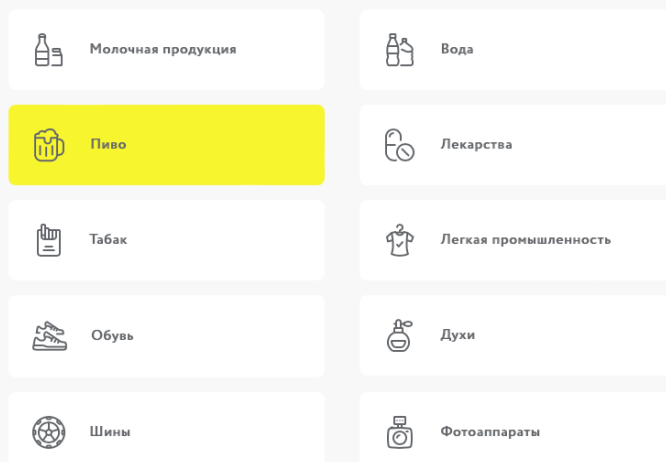 Молочная продукция
Вода
Пиво
Лекарства
Табак
Легкая промышленность
Обувь
Духи
Шины
Фотоаппараты